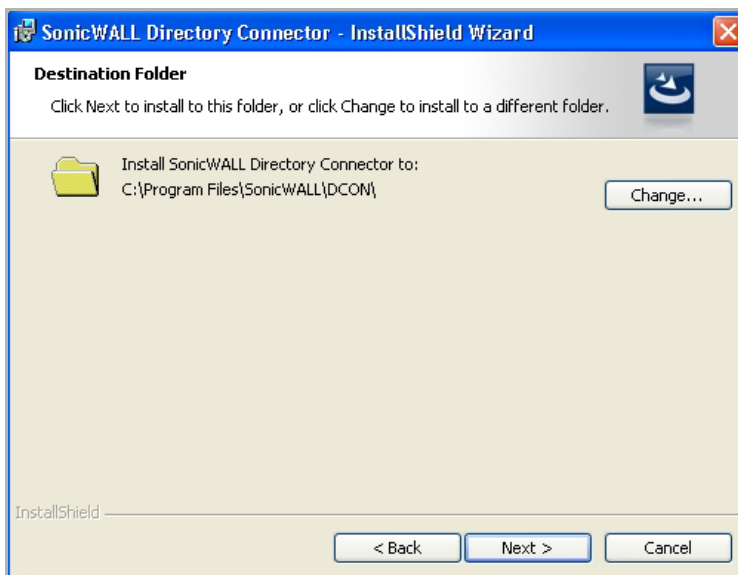 SonicWALL Directory Connector - InstallShield Wizard
Destination Folder
Click Next to install to this folder, or click Change to install to a different folder.
Install SonicWALL Directory Connector to:
C:\Program Files\SonicWALL\DCON\
Change...
InstallShield
< Back
Next >
Cancel